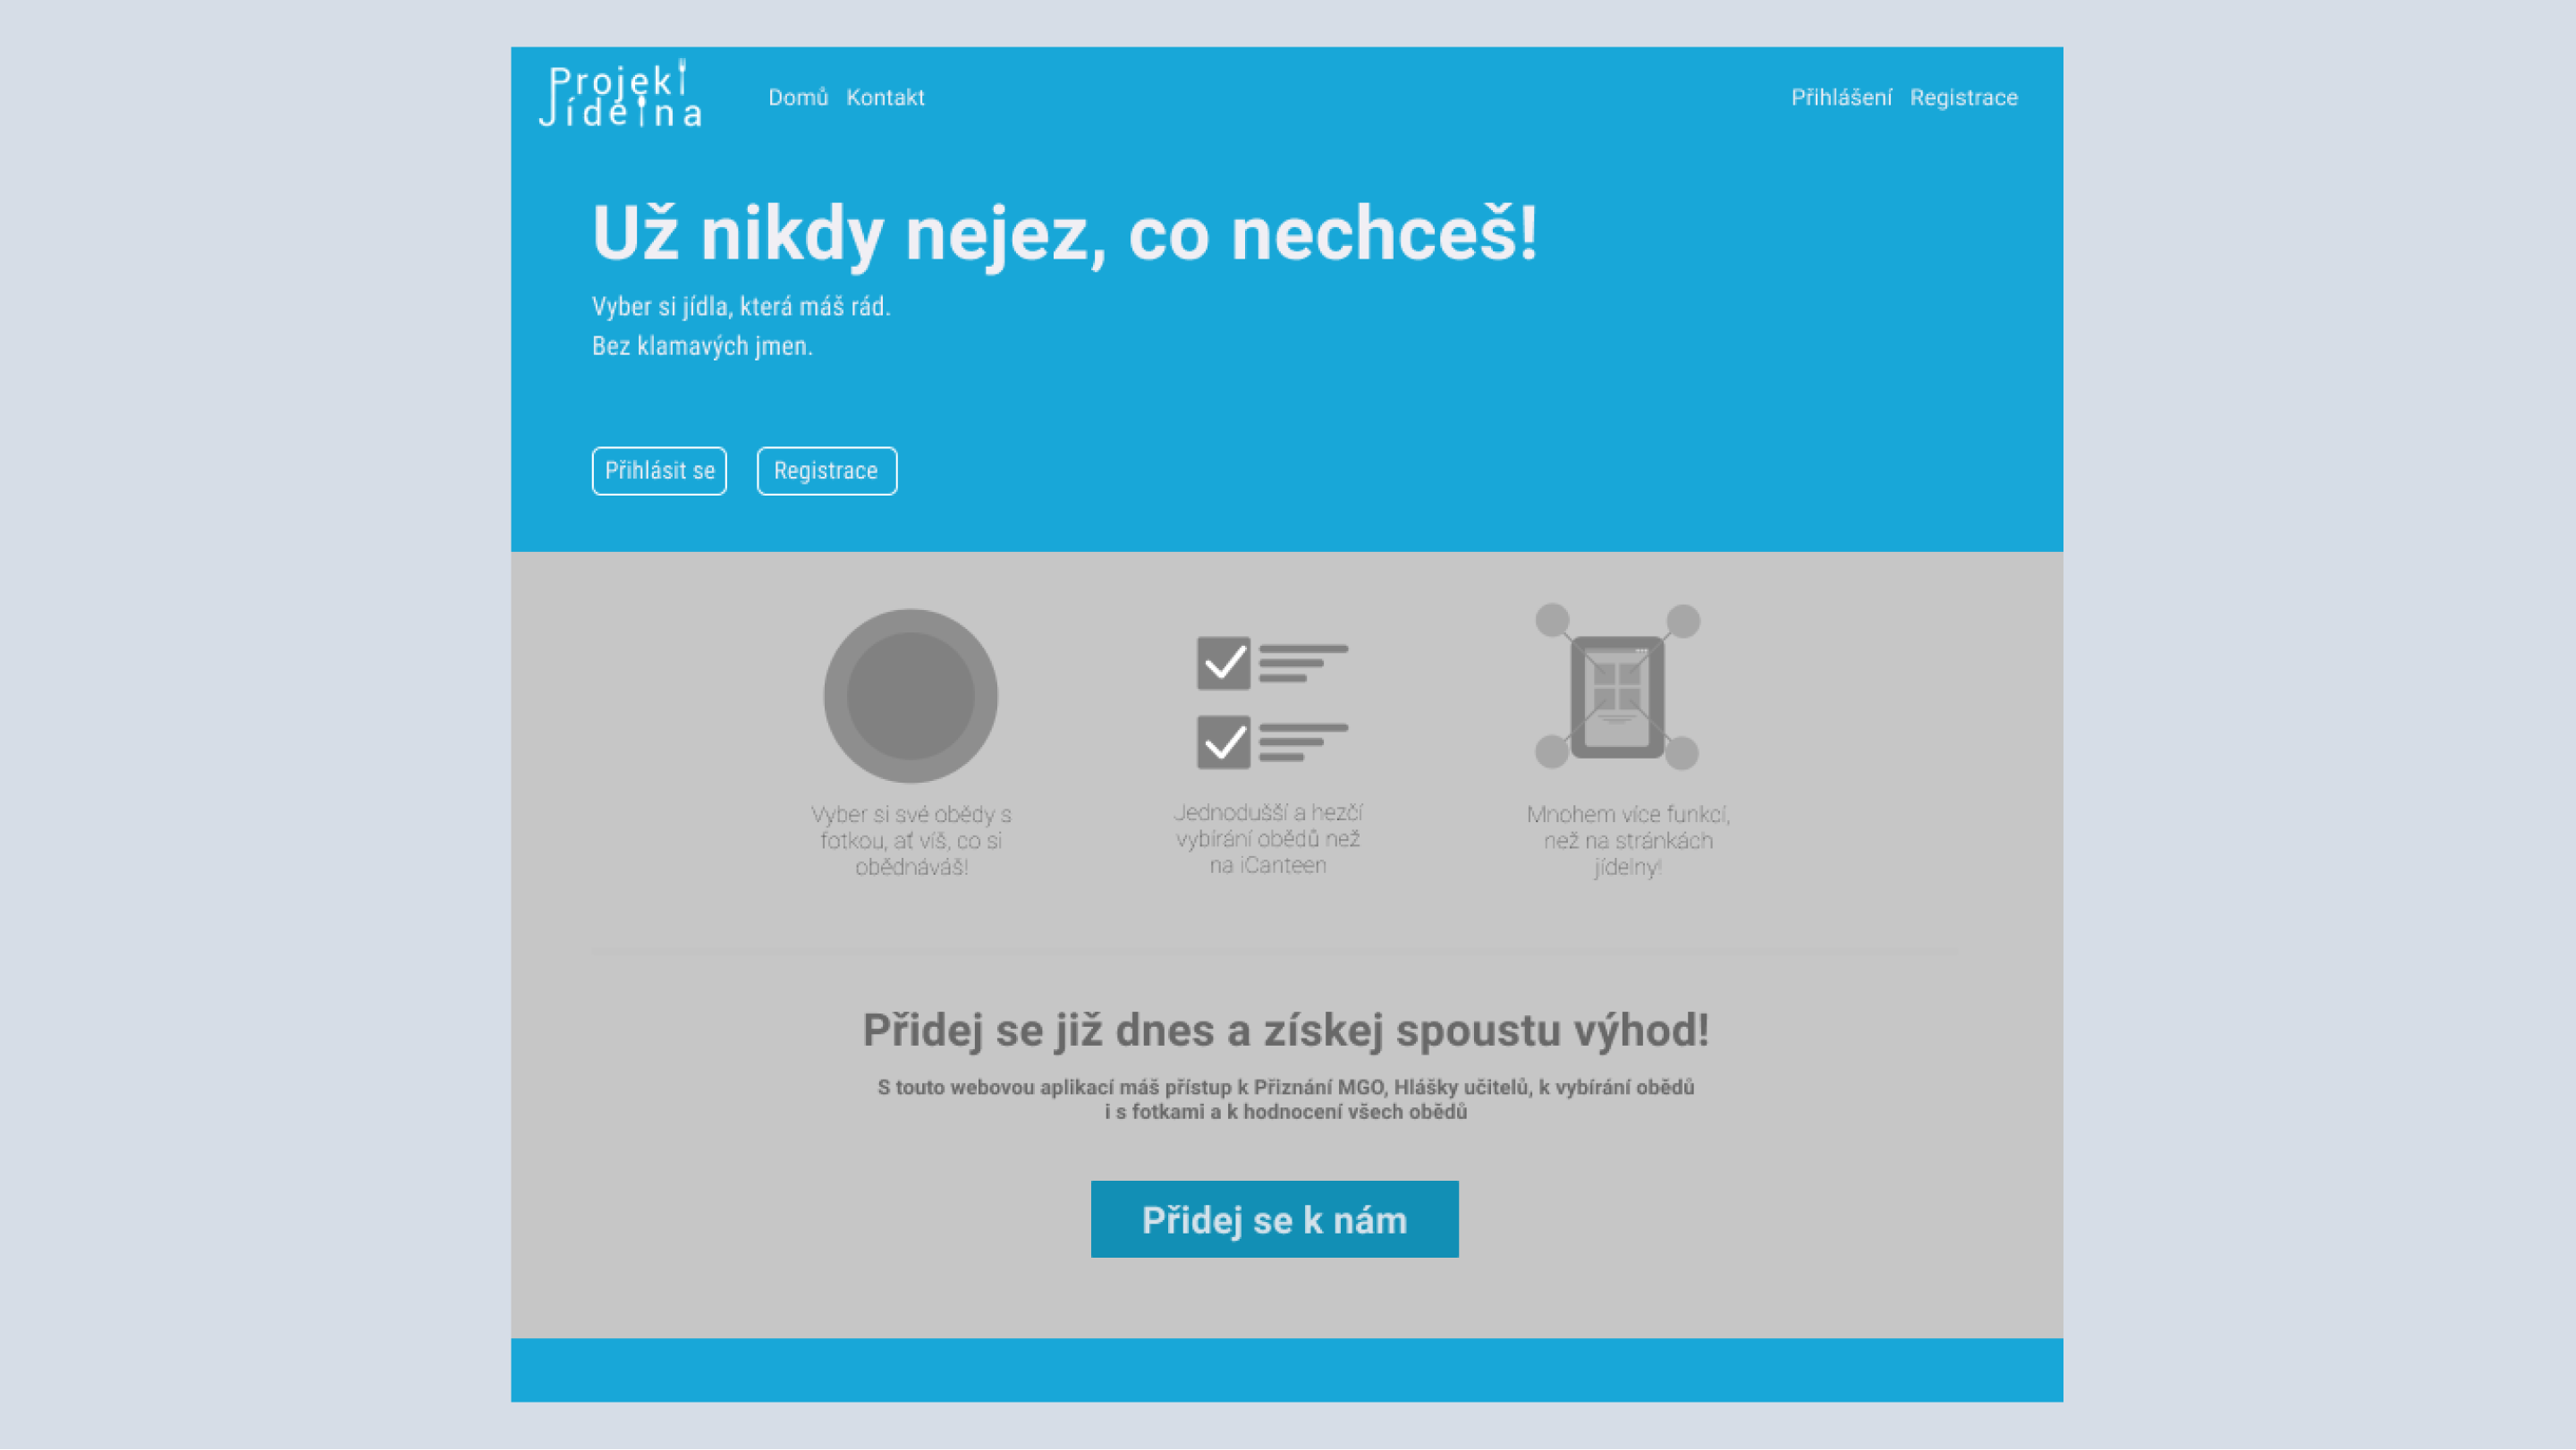 Projekt
Jídelna
Domů Kontakt
Přihlášení Registrace
Už nikdy nejez, co nechceš!
Vyber si jídla, která máš rád.
Bez klamavých jmen.
Přihlásit se Registrace
Vyber si své obědy s
fotkou, ať víš, co si
obědnáváš!
Jednodušší a hezčí
vybírání obědů než
na iCanteen
Mnohem více funkcí,
než na stránkách
jídelny!
Přidej se již dnes a získej spoustu výhod!
S touto webovou aplikací máš přístup k Přiznání MGO, Hlášky učitelů, k vybírání obědů
i s fotkami a k hodnocení všech obědů
Přidej se k nám